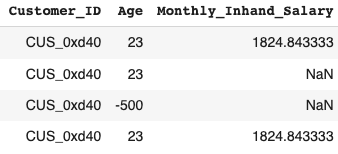 Customer_ID Age Monthly_Inhand_Salary
CUS_0xd40 23 1824.843333
CUS_0xd40 23 NaN
CUS_0xd40 -500 NaN
CUS_0xd40 23 1824.843333